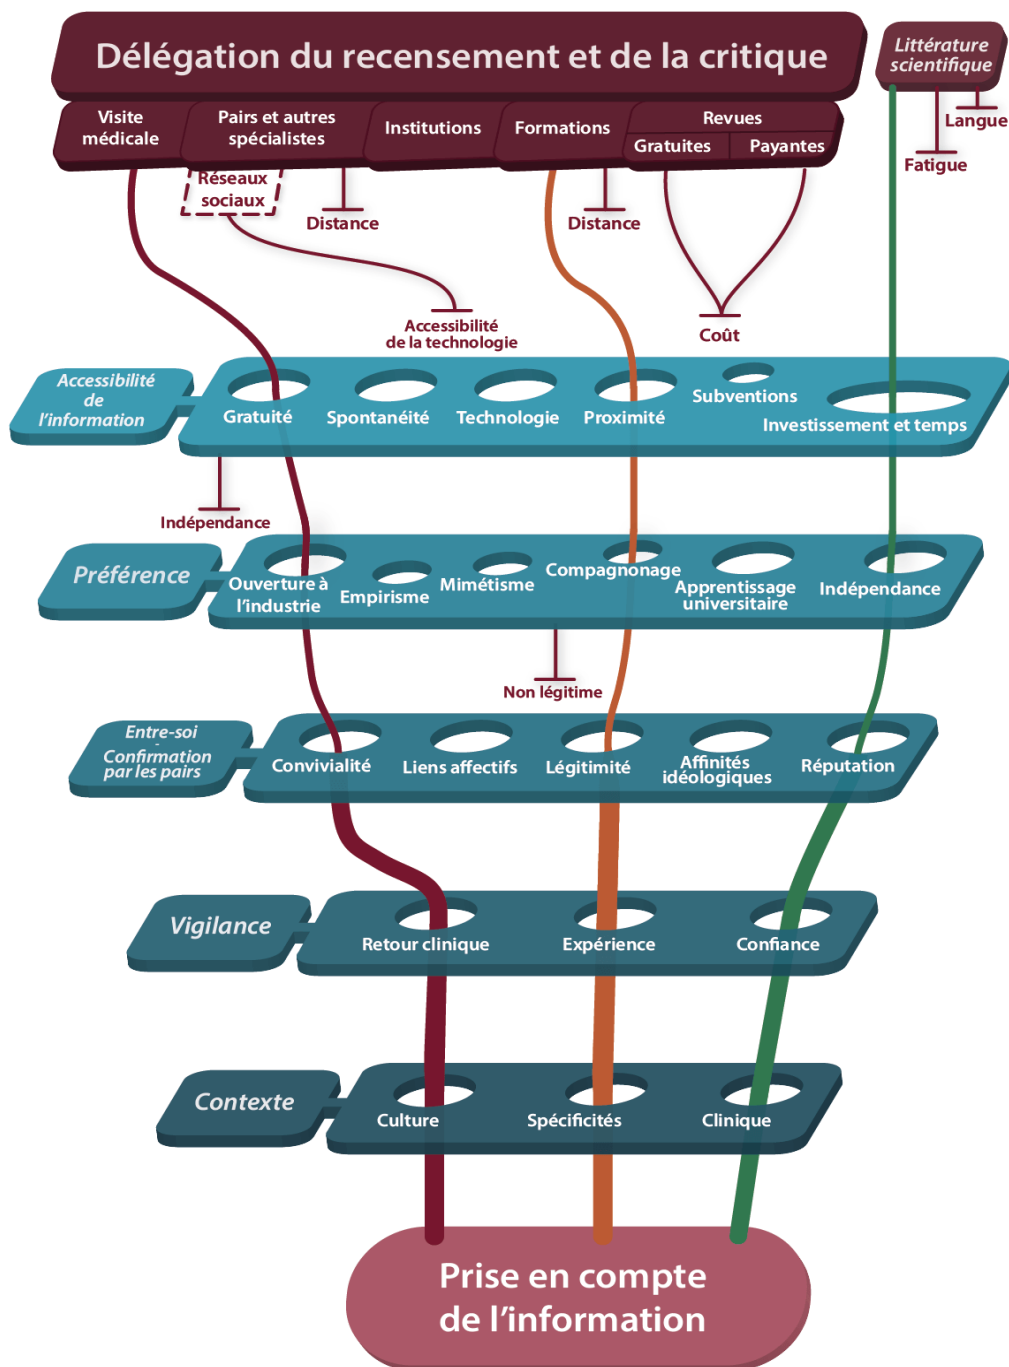 Délégation du recensement et de la critique
Littérature
scientifique
Visite
médicale
Pairs et autres
spécialistes
Institutions
Formations
Revues
Gratuites
Payantes
Langue
Fatigue
Réseaux
sociaux
Distance
Distance
Accessibilité
de la technologie
Coût
Accessibilité
de
l'information
Gratuité
Spontanéité
Technologie
Proximité
Subventions
Investissement et temps
Indépendance
Préférence
Ouverture à
l'industrie
Empirisme
Mimétisme
Compagnonage
Apprentissage
universitaire
Indépendance
Non légitime
Entre-soi
-
Confirmation
par les pairs
Convivialité
Liens affectifs
Légitimité
Affinités
idéologiques
Réputation
Vigilance
Retour clinique
Expérience
Confiance
Contexte
Culture
Spécificités
Clinique
Prise en compte
de l'information